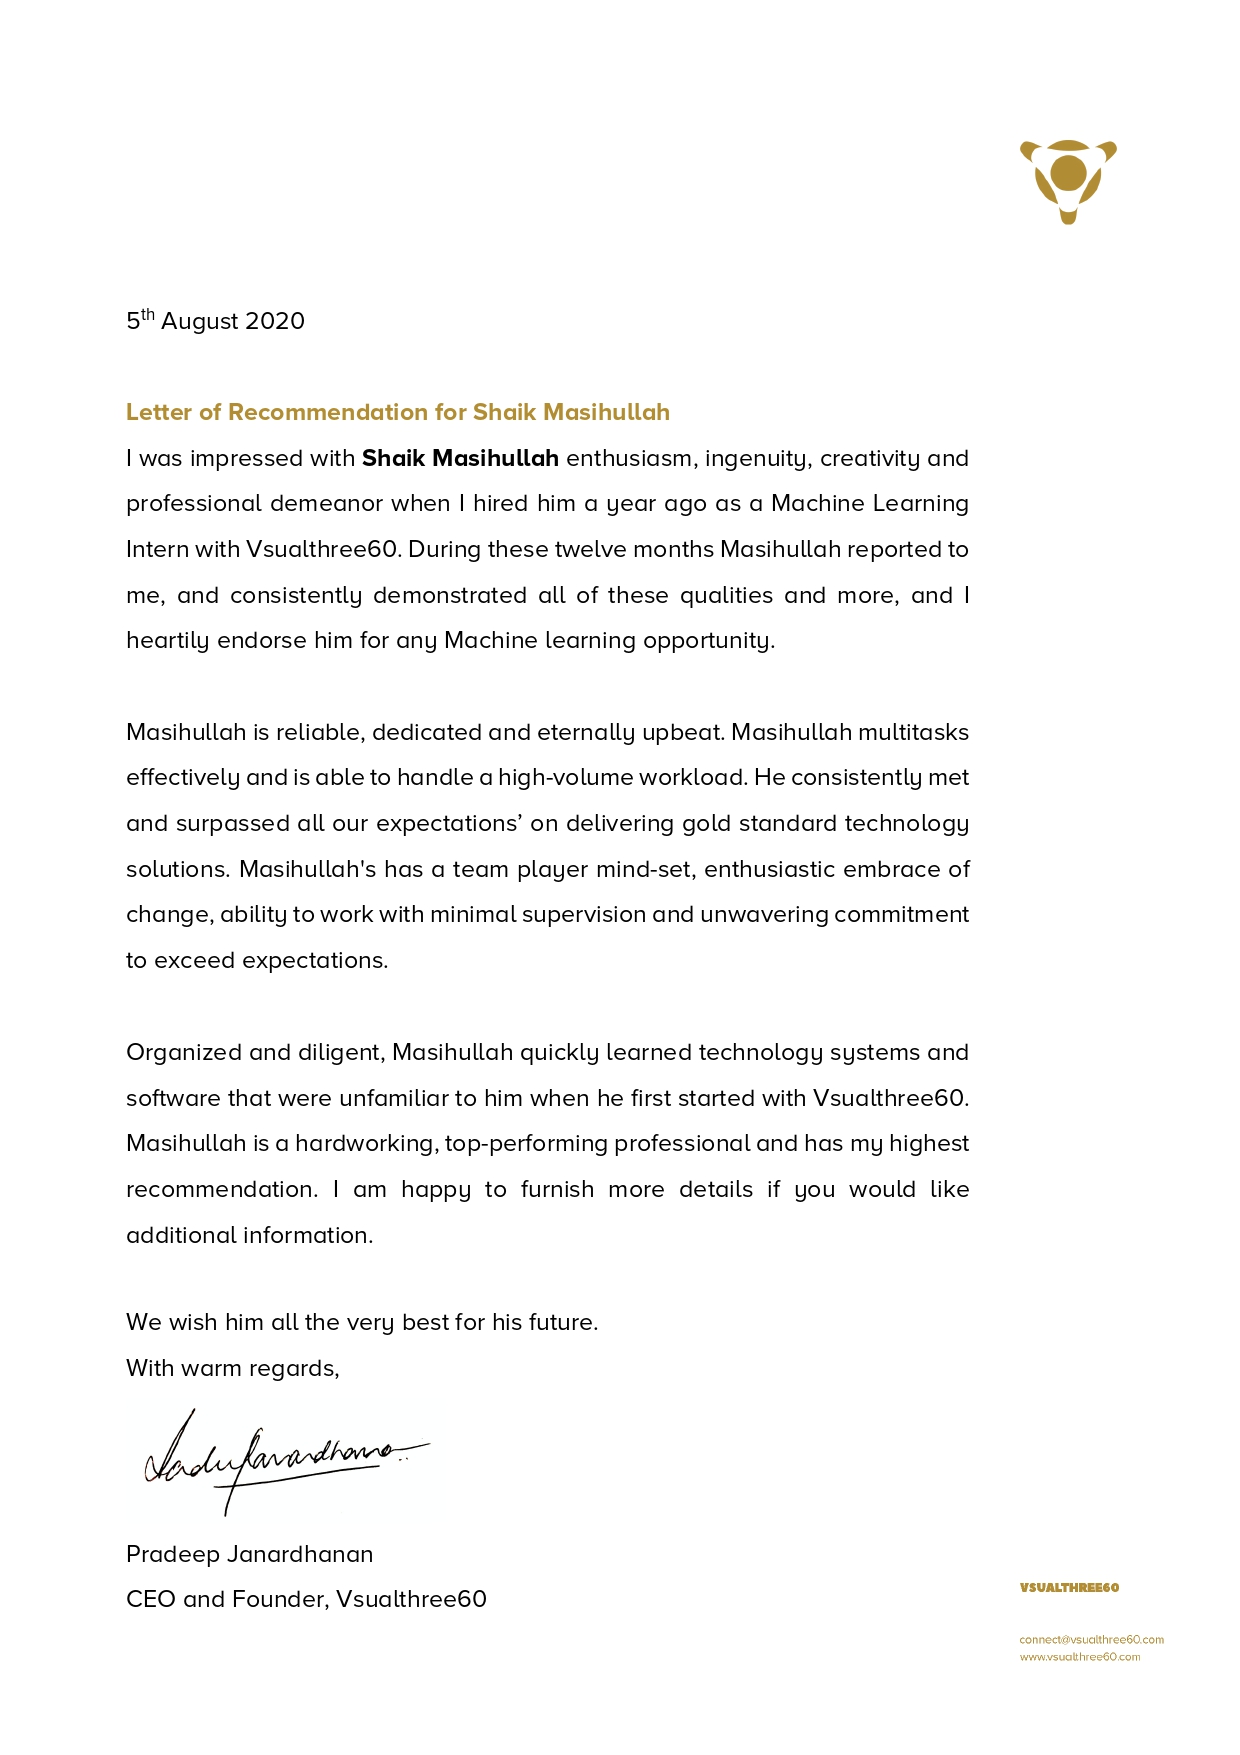 5th August 2020
Letter of Recommendation for Shaik Masihullah
I was impressed with Shaik Masihullah enthusiasm, ingenuity, creativity and
professional demeanor when I hired him a year ago as a Machine Learning
Intern with Vsualthree60. During these twelve months Masihullah reported to
me, and consistently demonstrated all of these qualities and more, and I
heartily endorse him for any Machine learning opportunity.
Masihullah is reliable, dedicated and eternally upbeat. Masihullah multitasks
effectively and is able to handle a high-volume workload. He consistently met
and surpassed all our expectations’ on delivering gold standard technology
solutions. Masihullah's has a team player mind-set, enthusiastic embrace of
change, ability to work with minimal supervision and unwavering commitment
to exceed expectations.
Organized and diligent, Masihullah quickly learned technology systems and
software that were unfamiliar to him when he first started with Vsualthree60.
Masihullah is a hardworking, top-performing professional and has my highest
recommendation. I am happy to furnish more details if you would like
additional information.
We wish him all the very best for his future.
With warm regards,
Pradeep Janardhanan
CEO and Founder, Vsualthree60
VSUALTHREE60
connect@vsualthree60.com
www.vsualthree60.com